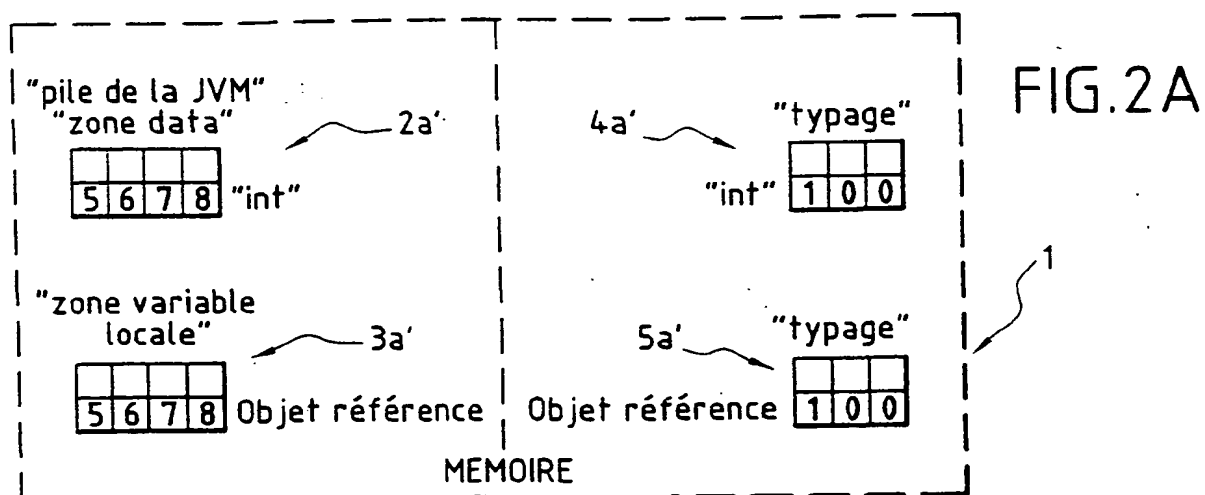 FIG.2A
"pile de la JVM"
"zone data"
2a'
5 6 7 8 "int"
4a'
"typage"
"int" 1 0 0
1
"zone variable
locale"
3a'
5 6 7 8 Objet référence
5a'
"typage"
Objet référence 1 0 0
MEMOIRE